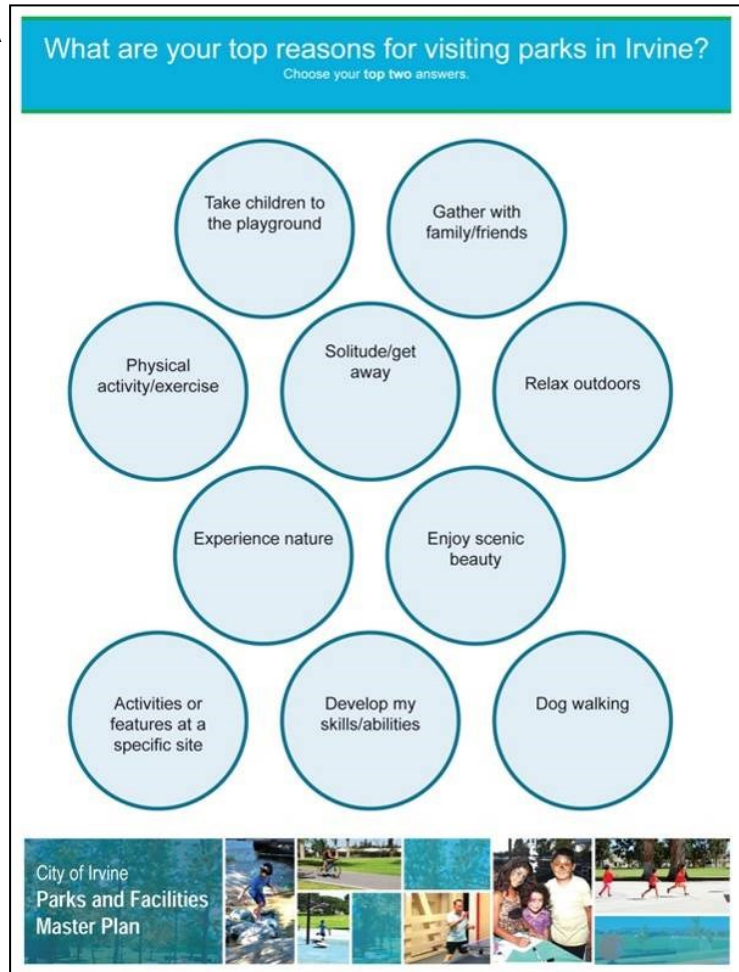 What are your top reasons for visiting parks in Irvine?
Choose your top two answers.
Take children to
the playground
Gather with
family/friends
Physical
activity/exercise
Solitude/get
away
Relax outdoors
Experience nature
Enjoy scenic
beauty
Activities or
features at a
specific site
Develop my
skills/abilities
Dog walking
City of Irvine
Parks and Facilities
Master Plan